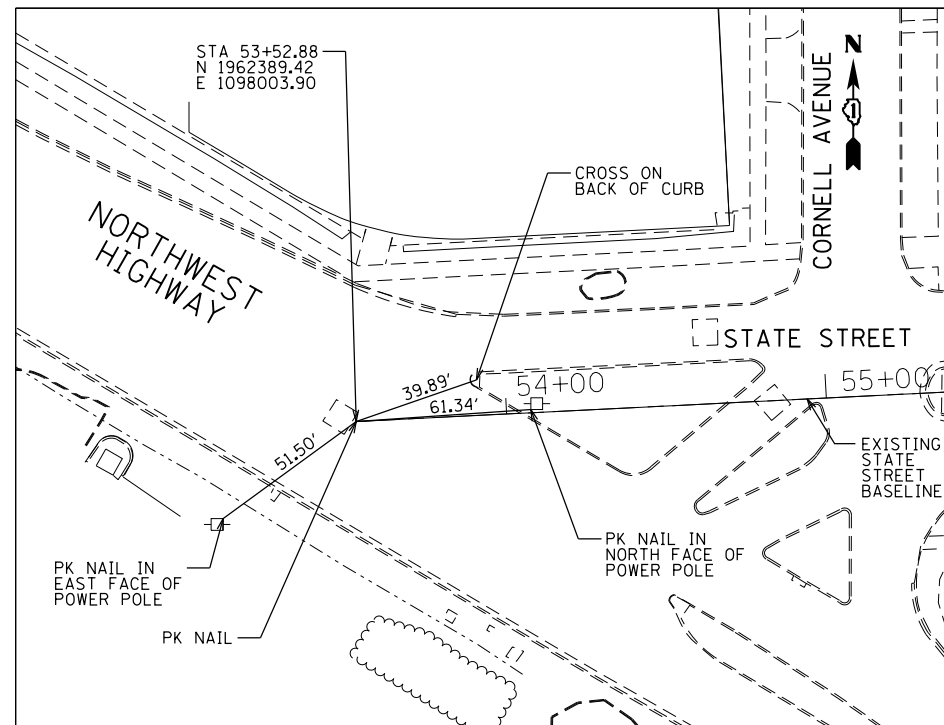 STA 53+52.88
N 1962389.42
E 1098003.90
CROSS ON
BACK OF CURB
CORNELL AVENUE
N
1
NORTHWEST
HIGHWAY
STATE STREET
39.89'
61.34'
54+00
55+00
51.50'
EXISTING
STATE
STREET
BASELINE
PK NAIL IN
EAST FACE OF
POWER POLE
PK NAIL IN
NORTH FACE OF
POWER POLE
PK NAIL